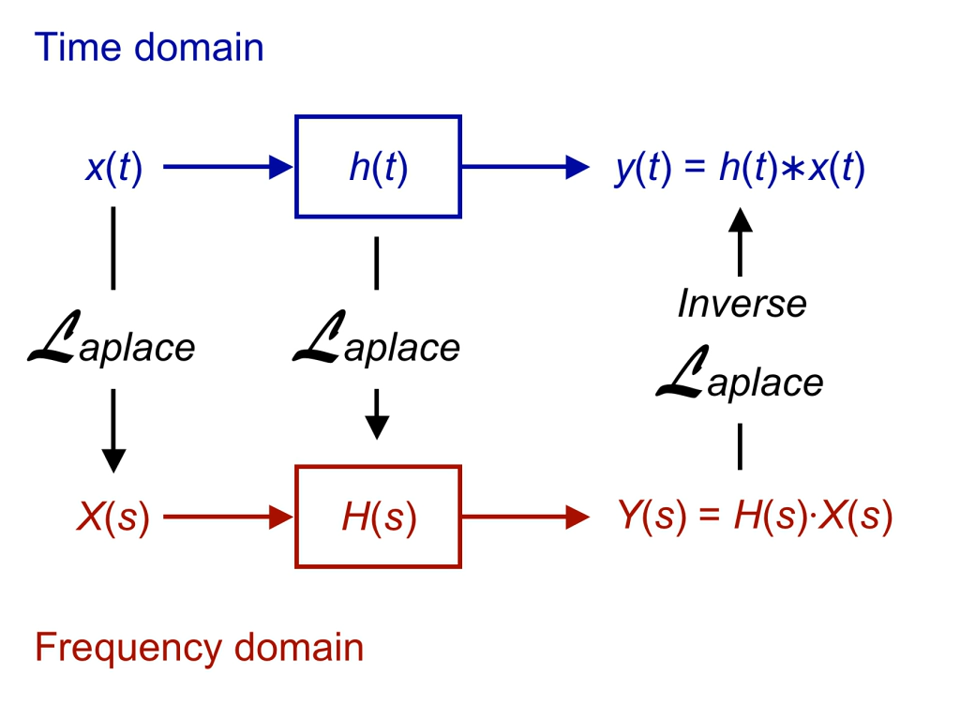 Time domain
x(t) h(t) y(t) = h(t)∗x(t)
Inverse
ℒaplace ℒaplace
ℒaplace
X(s) H(s) Y(s) = H(s)·X(s)
Frequency domain